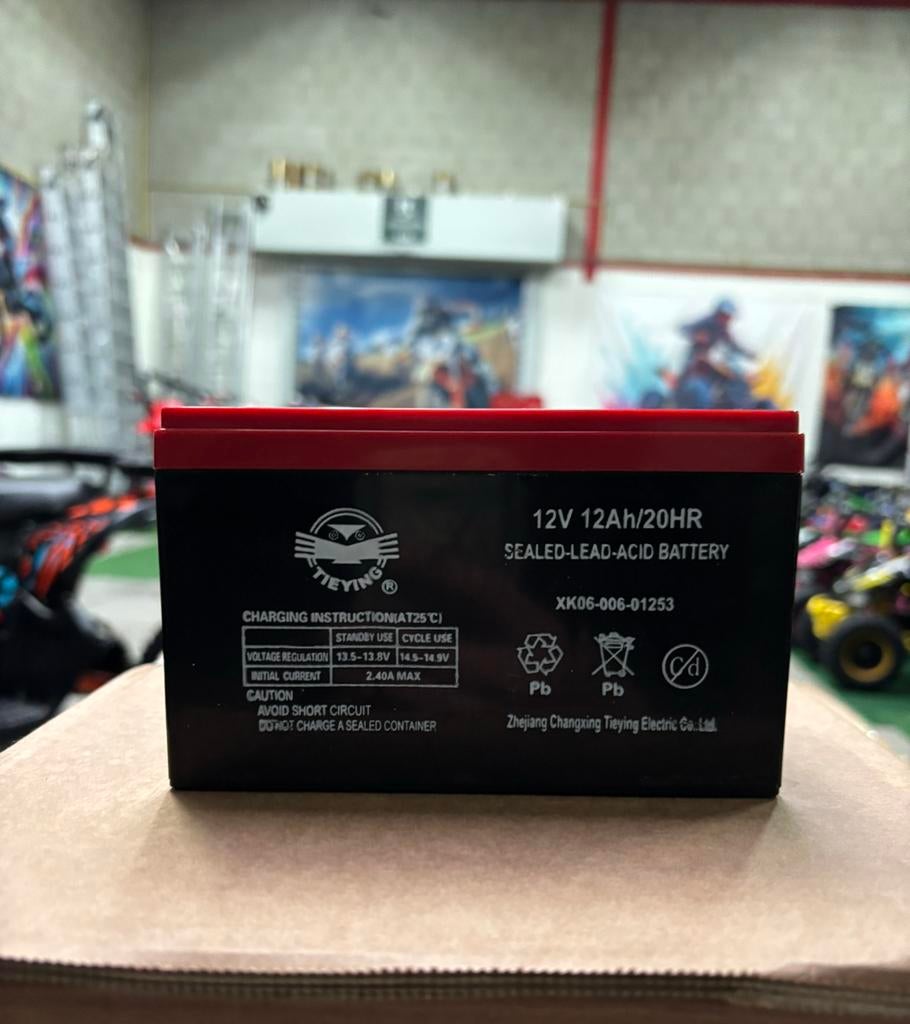 TIEYING
®
CHARGING INSTRUCTION(AT25℃)
STANDBY USE CYCLE USE
VOLTAGE REGULATION 13.5-13.8V 14.5-14.9V
INITIAL CURRENT 2.40A MAX
CAUTION
AVOID SHORT CIRCUIT
DO NOT CHARGE A SEALED CONTAINER
12V 12Ah/20HR
SEALED-LEAD-ACID BATTERY
XK06-006-01253
Pb Pb Cd
Zhejiang Changxing Tieying Electric Co.,Ltd.